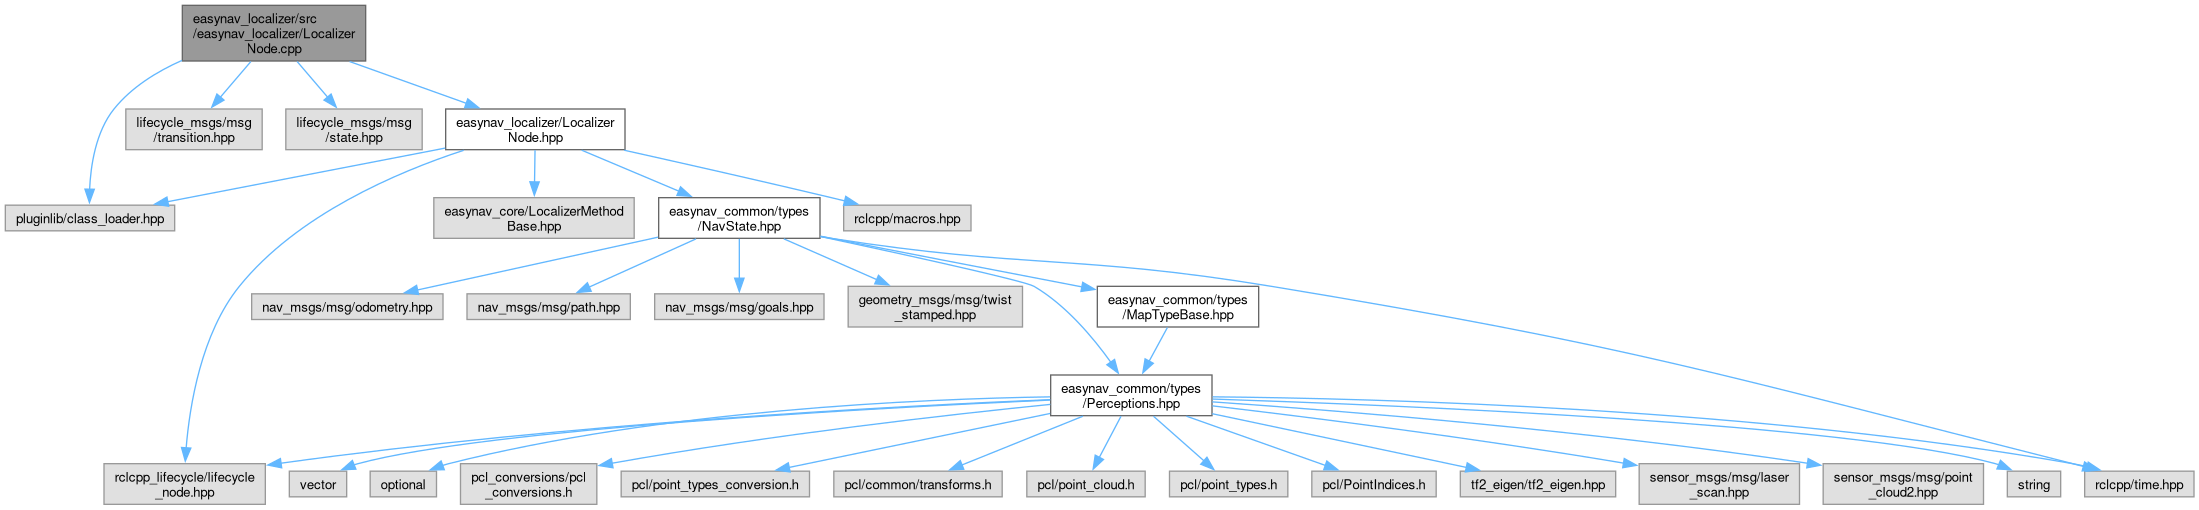 easynav_localizer/src
/easynav_localizer/Localizer
Node.cpp
lifecycle_msgs/msg
/transition.hpp
lifecycle_msgs/msg
/state.hpp
easynav_localizer/Localizer
Node.hpp
pluginlib/class_loader.hpp
easynav_core/LocalizerMethod
Base.hpp
easynav_common/types
/NavState.hpp
rclcpp/macros.hpp
nav_msgs/msg/odometry.hpp
nav_msgs/msg/path.hpp
nav_msgs/msg/goals.hpp
geometry_msgs/msg/twist
_stamped.hpp
easynav_common/types
/MapTypeBase.hpp
easynav_common/types
/Perceptions.hpp
rclcpp_lifecycle/lifecycle
_node.hpp
vector
optional
pcl_conversions/pcl
_conversions.h
pcl/point_types_conversion.h
pcl/common/transforms.h
pcl/point_cloud.h
pcl/point_types.h
pcl/PointIndices.h
tf2_eigen/tf2_eigen.hpp
sensor_msgs/msg/laser
_scan.hpp
sensor_msgs/msg/point
_cloud2.hpp
string
rclcpp/time.hpp